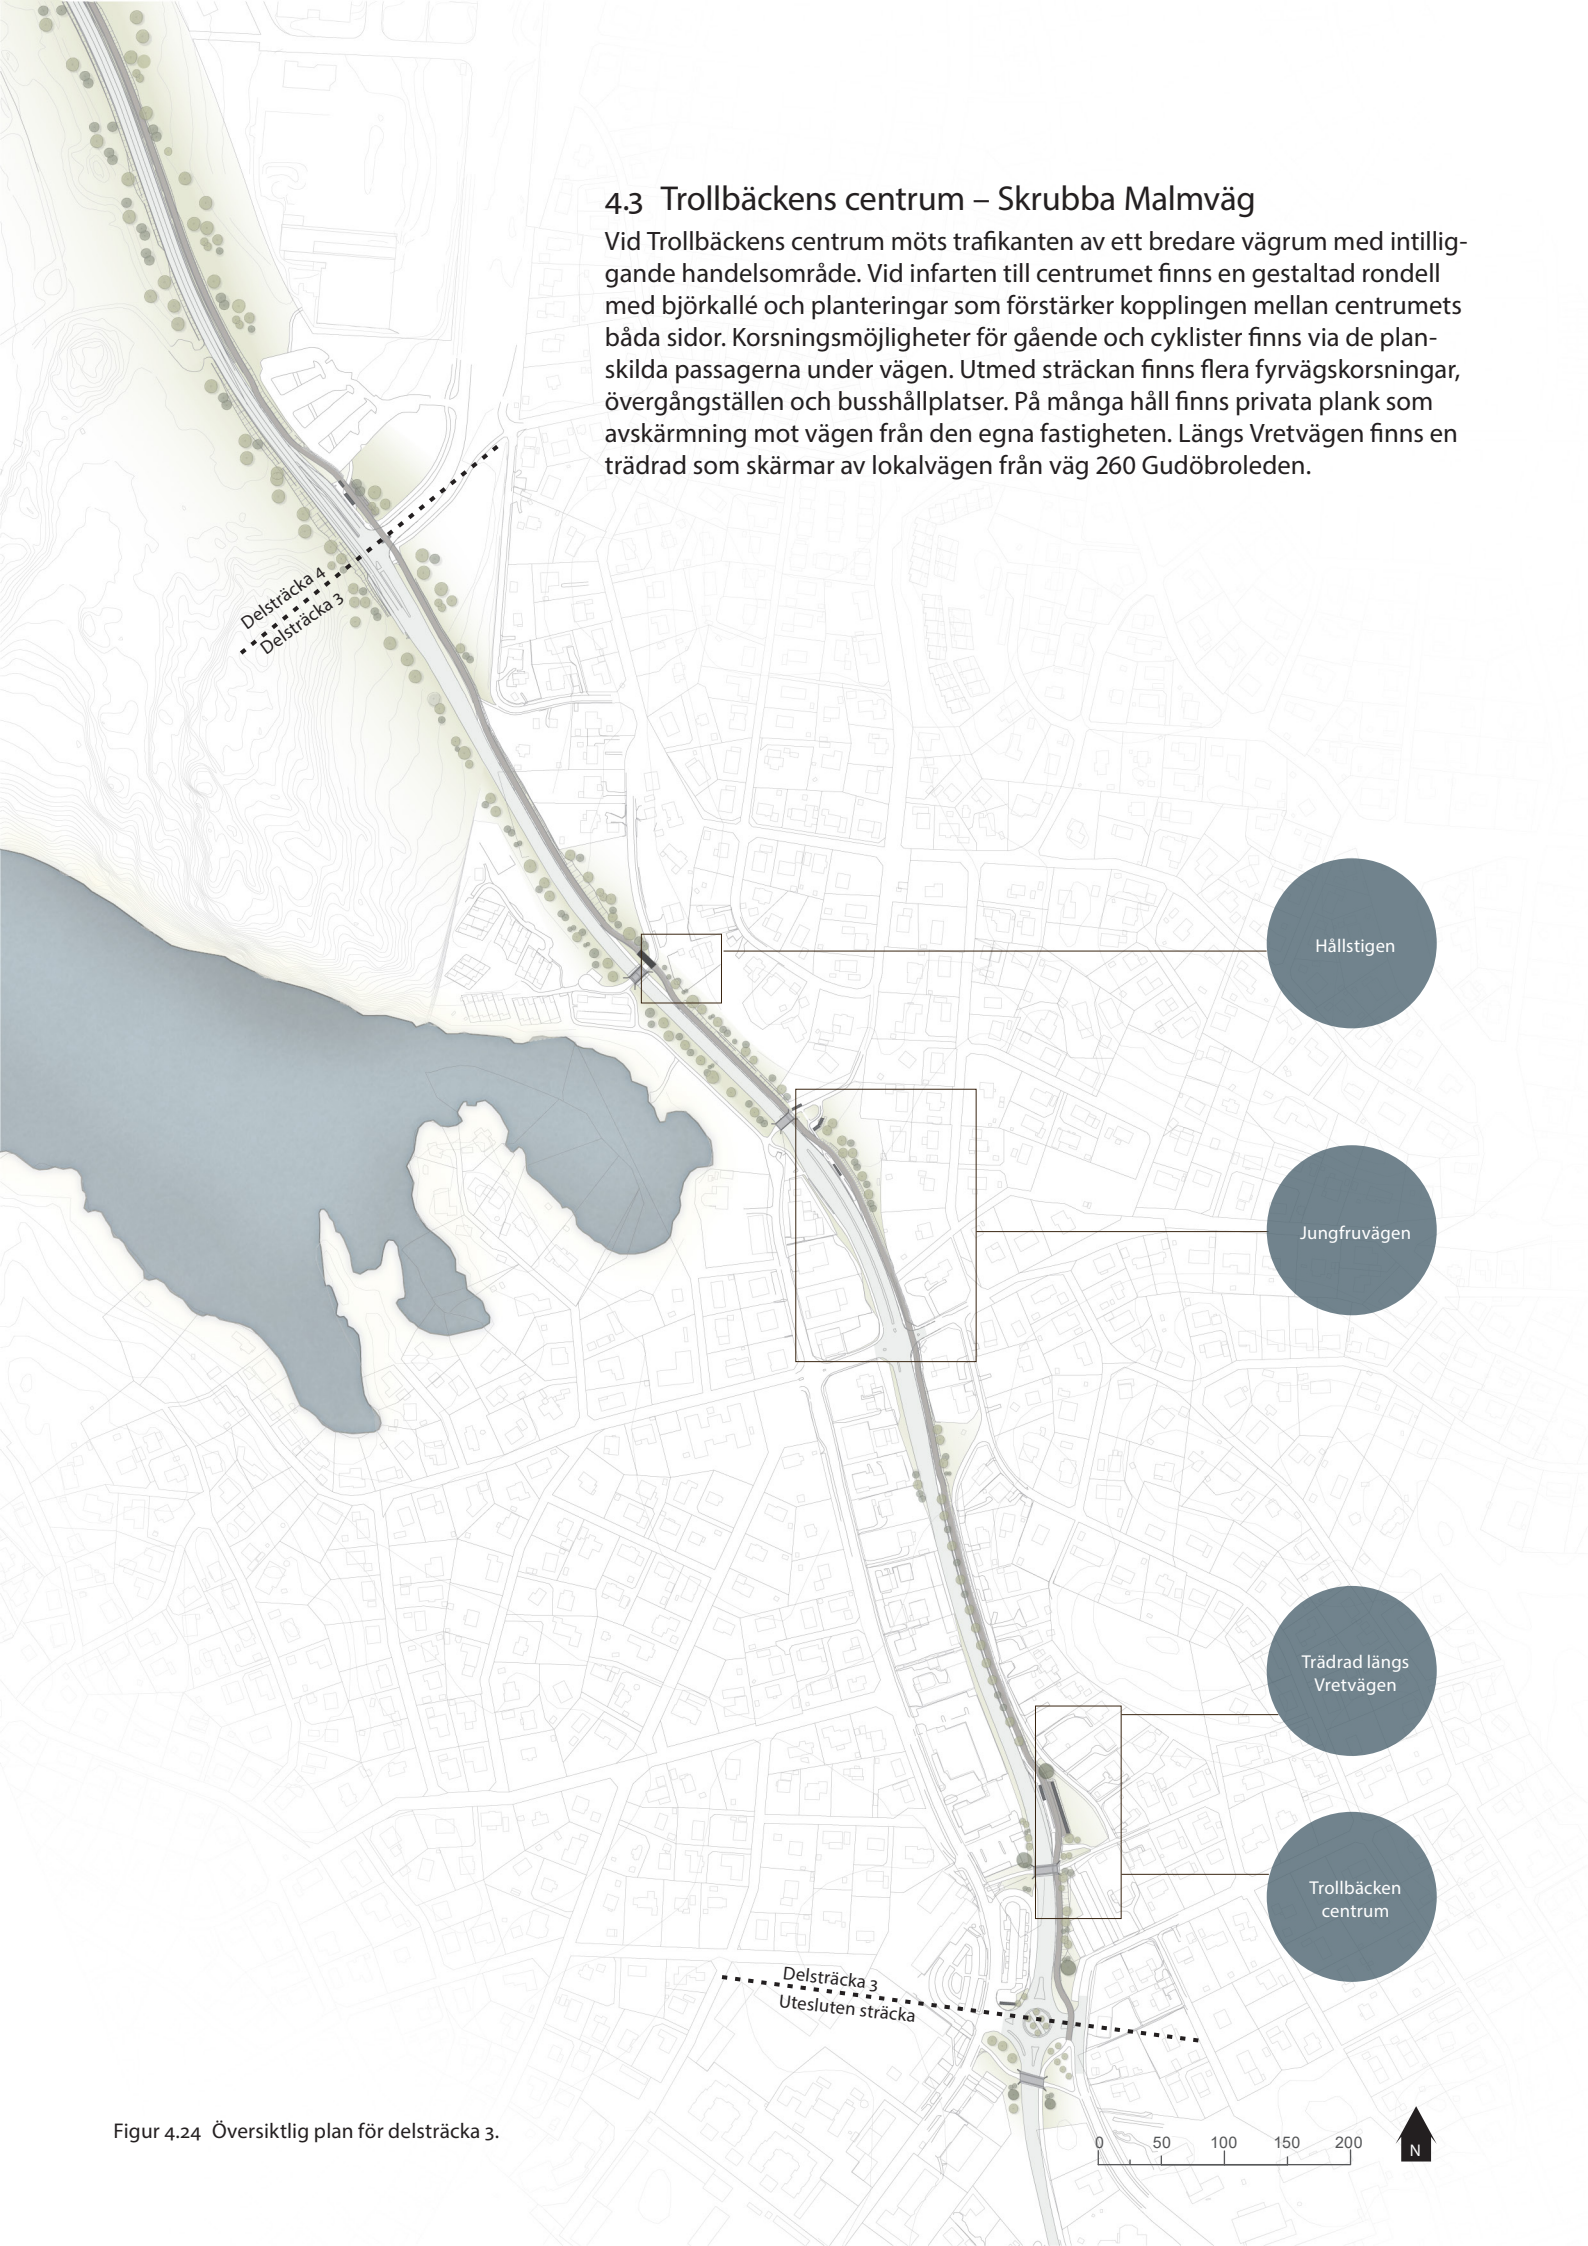 4.3 Trollbäckens centrum – Skrubba Malmväg
Vid Trollbäckens centrum möts trafikanten av ett bredare vägrum med intillig-
gande handelsområde. Vid infarten till centrumet finns en gestaltad rondell
med björkallé och planteringar som förstärker kopplingen mellan centrumets
båda sidor. Korsningsmöjligheter för gående och cyklister finns via de plan-
skilda passagerna under vägen. Utmed sträckan finns flera fyrvägskorsningar,
övergångställen och busshållplatser. På många håll finns privata plank som
avskärmning mot vägen från den egna fastigheten. Längs Vretvägen finns en
trädrad som skärmar av lokalvägen från väg 260 Gudöbroleden.
Delsträcka 4
Delsträcka 3
Hållstigen
Jungfruvägen
Trädrad längs
Vretvägen
Trollbäcken
centrum
Delsträcka 3
Utesluten sträcka
Figur 4.24 Översiktlig plan för delsträcka 3.
0 50 100 150 200
N